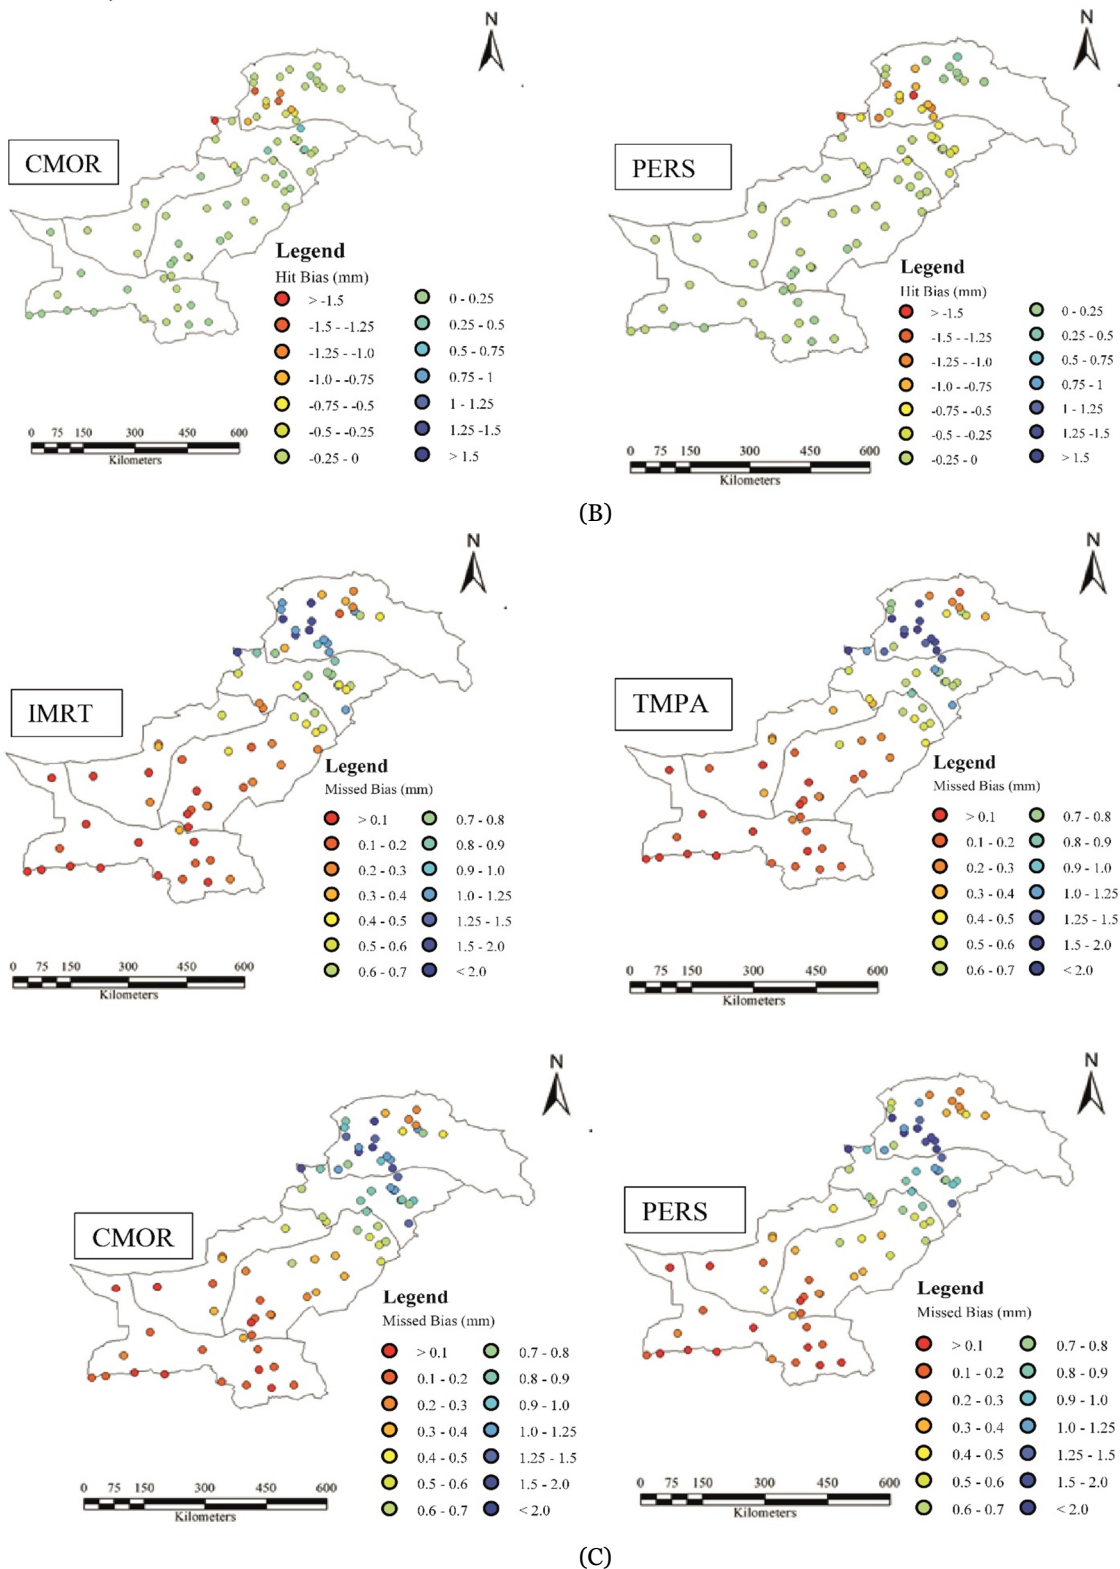 N
N
CMOR
PERS
Legend
Hit Bias (mm)
> -1.5
0 - 0.25
-1.5 - -1.25
0.25 - 0.5
-1.25 - -1.0
0.5 - 0.75
-1.0 - -0.75
0.75 - 1
-0.75 - -0.5
1 - 1.25
-0.5 - -0.25
1.25 -1.5
-0.25 - 0
> 1.5
0 75 150 300 450 600
Kilometers
Legend
Hit Bias (mm)
> -1.5
0 - 0.25
-1.5 - -1.25
0.25 - 0.5
-1.25 - -1.0
0.5 - 0.75
-1.0 - -0.75
0.75 - 1
-0.75 - -0.5
1 - 1.25
-0.5 - -0.25
1.25 -1.5
-0.25 - 0
> 1.5
0 75 150 300 450 600
Kilometers
(B)
N
N
IMRT
TMPA
Legend
Missed Bias (mm)
> 0.1
0.7 - 0.8
0.1 - 0.2
0.8 - 0.9
0.2 - 0.3
0.9 - 1.0
0.3 - 0.4
1.0 - 1.25
0.4 - 0.5
1.25 - 1.5
0.5 - 0.6
1.5 - 2.0
0.6 - 0.7
< 2.0
0 75 150 300 450 600
Kilometers
Legend
Missed Bias (mm)
> 0.1
0.7 - 0.8
0.1 - 0.2
0.8 - 0.9
0.2 - 0.3
0.9 - 1.0
0.3 - 0.4
1.0 - 1.25
0.4 - 0.5
1.25 - 1.5
0.5 - 0.6
1.5 - 2.0
0.6 - 0.7
< 2.0
0 75 150 300 450 600
Kilometers
N
N
CMOR
PERS
Legend
Missed Bias (mm)
> 0.1
0.7 - 0.8
0.1 - 0.2
0.8 - 0.9
0.2 - 0.3
0.9 - 1.0
0.3 - 0.4
1.0 - 1.25
0.4 - 0.5
1.25 - 1.5
0.5 - 0.6
1.5 - 2.0
0.6 - 0.7
< 2.0
0 75 150 300 450 600
Kilometers
Legend
Missed Bias (mm)
> 0.1
0.7 - 0.8
0.1 - 0.2
0.8 - 0.9
0.2 - 0.3
0.9 - 1.0
0.3 - 0.4
1.0 - 1.25
0.4 - 0.5
1.25 - 1.5
0.5 - 0.6
1.5 - 2.0
0.6 - 0.7
< 2.0
0 75 150 300 450 600
Kilometers
(C)